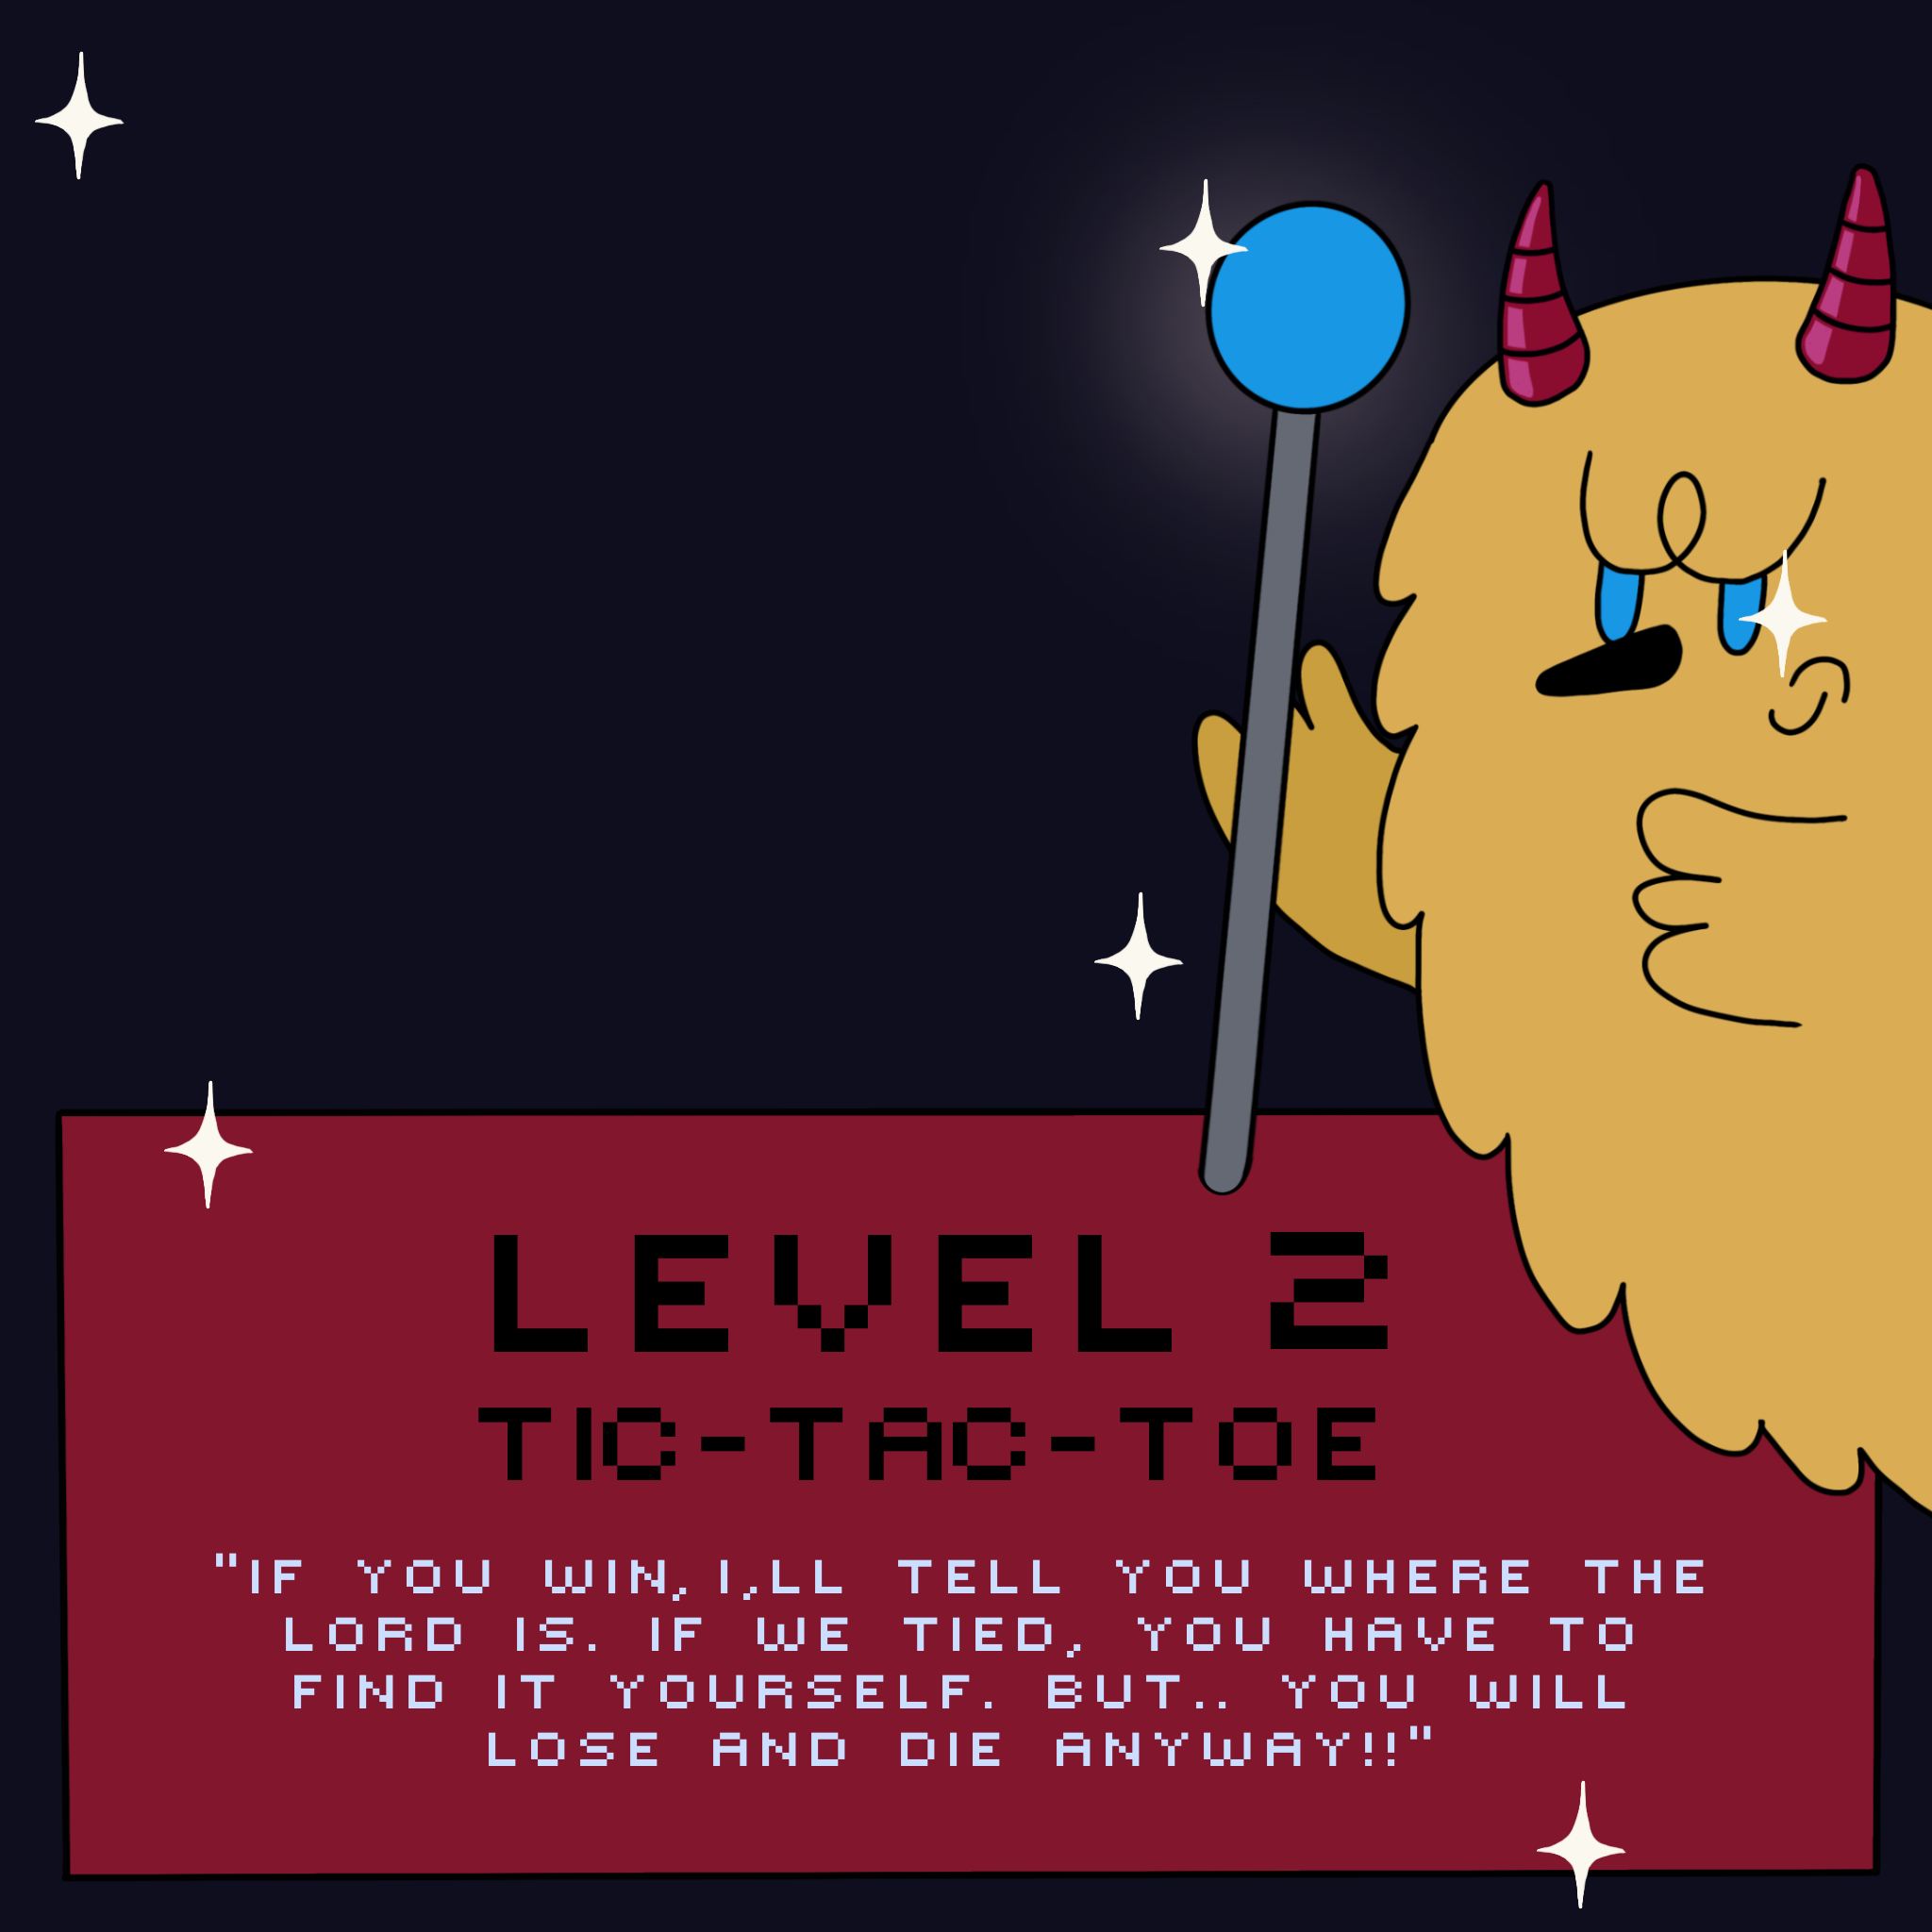 LEVEL 2
TIC-TAC-TOE
"IF YOU WIN, I,LL TELL YOU WHERE THE
LORD IS. IF WE TIED, YOU HAVE TO
FIND IT YOURSELF. BUT.. YOU WILL
LOSE AND DIE ANYWAY!!"